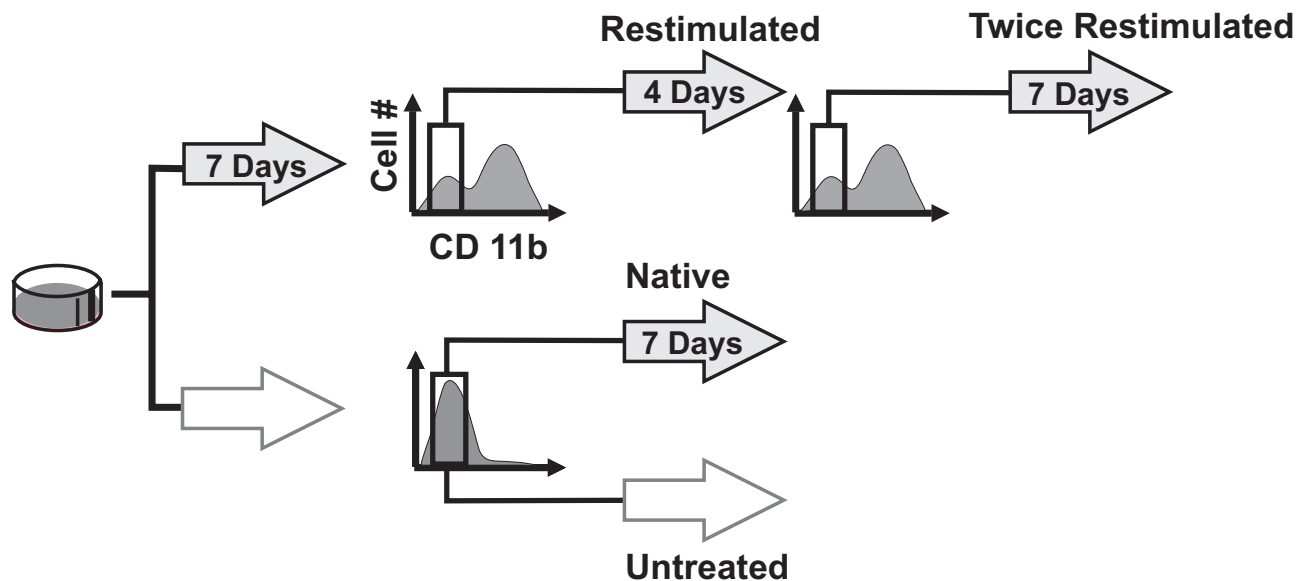 Restimulated
Twice Restimulated
4 Days
7 Days
7 Days
Cell #
CD 11b
Native
7 Days
Untreated